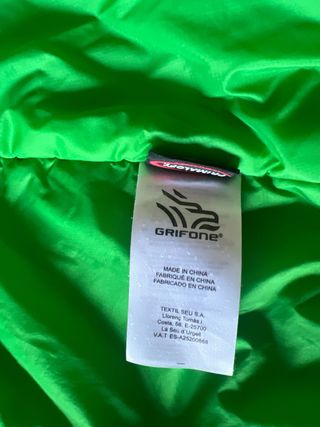 PRIMALOFT
GRIFONE®
MADE IN CHINA
FABRIQUÉ EN CHINA
FABRICADO EN CHINA
TEXTIL SEU S.A.
Llorenç Tomàs i
Costa, 58, E-25700
La Seu d'Urgell
V.A.T ES-A25200668